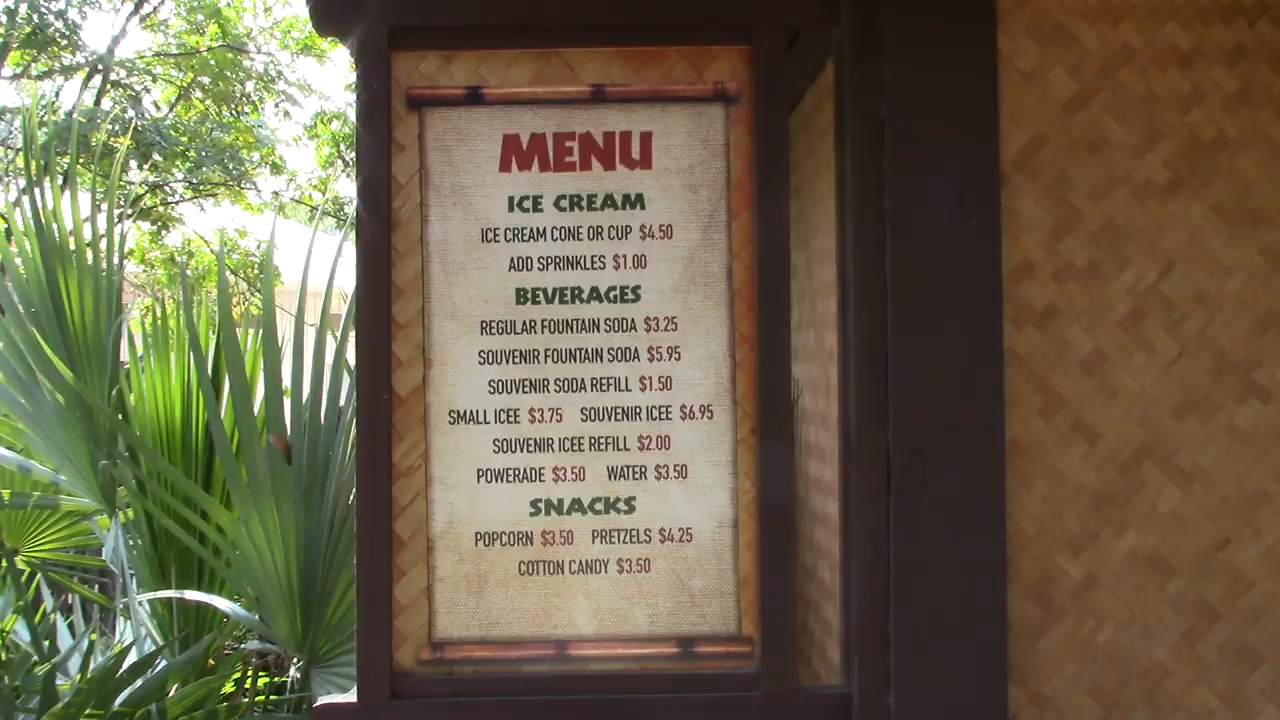 MENU
ICE CREAM
ICE CREAM CONE OR CUP $4.50
ADD SPRINKLES $1.00
BEVERAGES
REGULAR FOUNTAIN SODA $3.25
SOUVENIR FOUNTAIN SODA $5.95
SOUVENIR SODA REFILL $1.50
SMALL ICEE $3.75 SOUVENIR ICEE $6.95
SOUVENIR ICEE REFILL $2.00
POWERADE $3.50 WATER $3.50
SNACKS
POPCORN $3.50 PRETZELS $4.25
COTTON CANDY $3.50